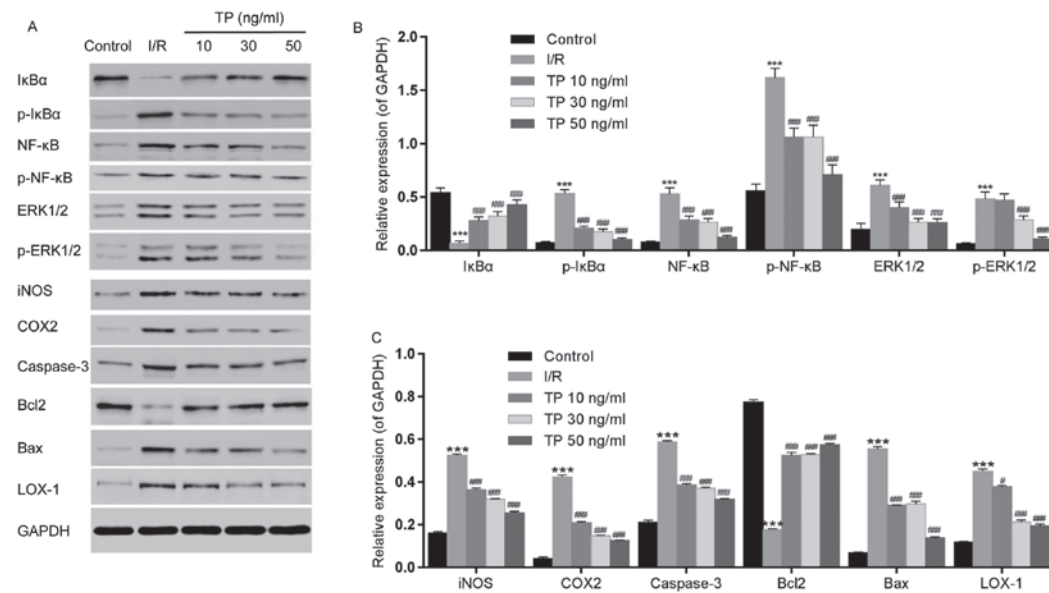 A
TP (ng/ml)
Control I/R 10 30 50
IκBα
p-IκBα
NF-κB
p-NF-κB
ERK1/2
p-ERK1/2
iNOS
COX2
Caspase-3
Bcl2
Bax
LOX-1
GAPDH
B
Relative expression (of GAPDH)
2.0
1.5
1.0
0.5
0.0
Control
I/R
TP 10 ng/ml
TP 30 ng/ml
TP 50 ng/ml
*** ### ### ###
*** ### ### ###
*** ### ### ###
*** ### ### ###
*** ### ### ###
*** ### ###
IκBα p-IκBα NF-κB p-NF-κB ERK1/2 p-ERK1/2
C
Relative expression (of GAPDH)
1.0
0.8
0.6
0.4
0.2
0.0
Control
I/R
TP 10 ng/ml
TP 30 ng/ml
TP 50 ng/ml
*** ### ### ###
*** ### ### ###
*** ### ### ###
*** ### ### ###
*** ### ### ###
*** # ### ###
iNOS COX2 Caspase-3 Bcl2 Bax LOX-1